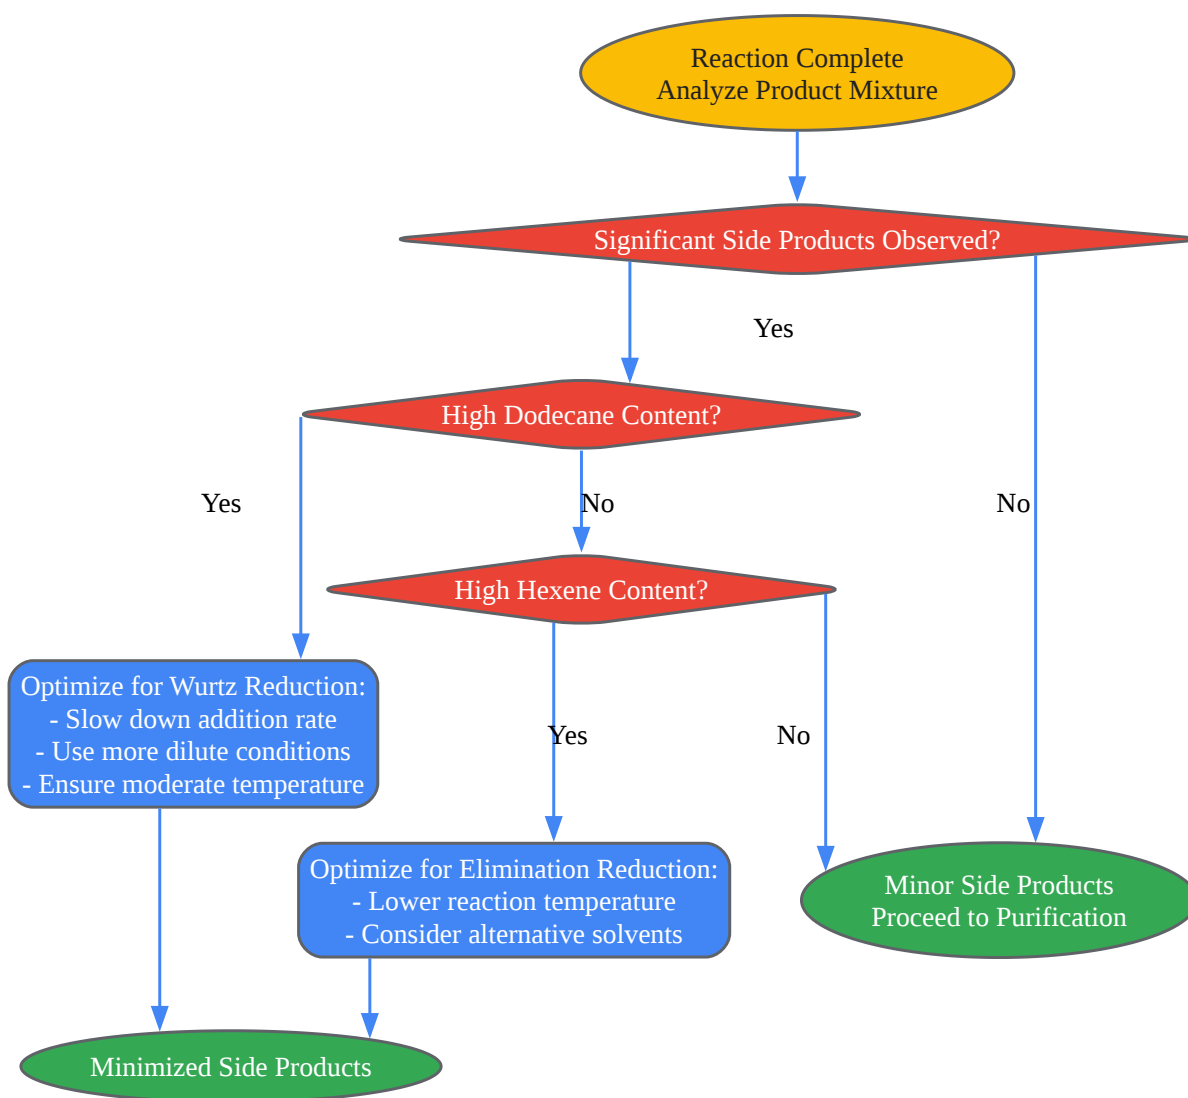 Reaction Complete
Analyze Product Mixture
Significant Side Products Observed?
Yes
High Dodecane Content?
Yes
No
No
High Hexene Content?
Optimize for Wurtz Reduction:
- Slow down addition rate
- Use more dilute conditions
- Ensure moderate temperature
Yes
No
Optimize for Elimination Reduction:
- Lower reaction temperature
- Consider alternative solvents
Minor Side Products
Proceed to Purification
Minimized Side Products